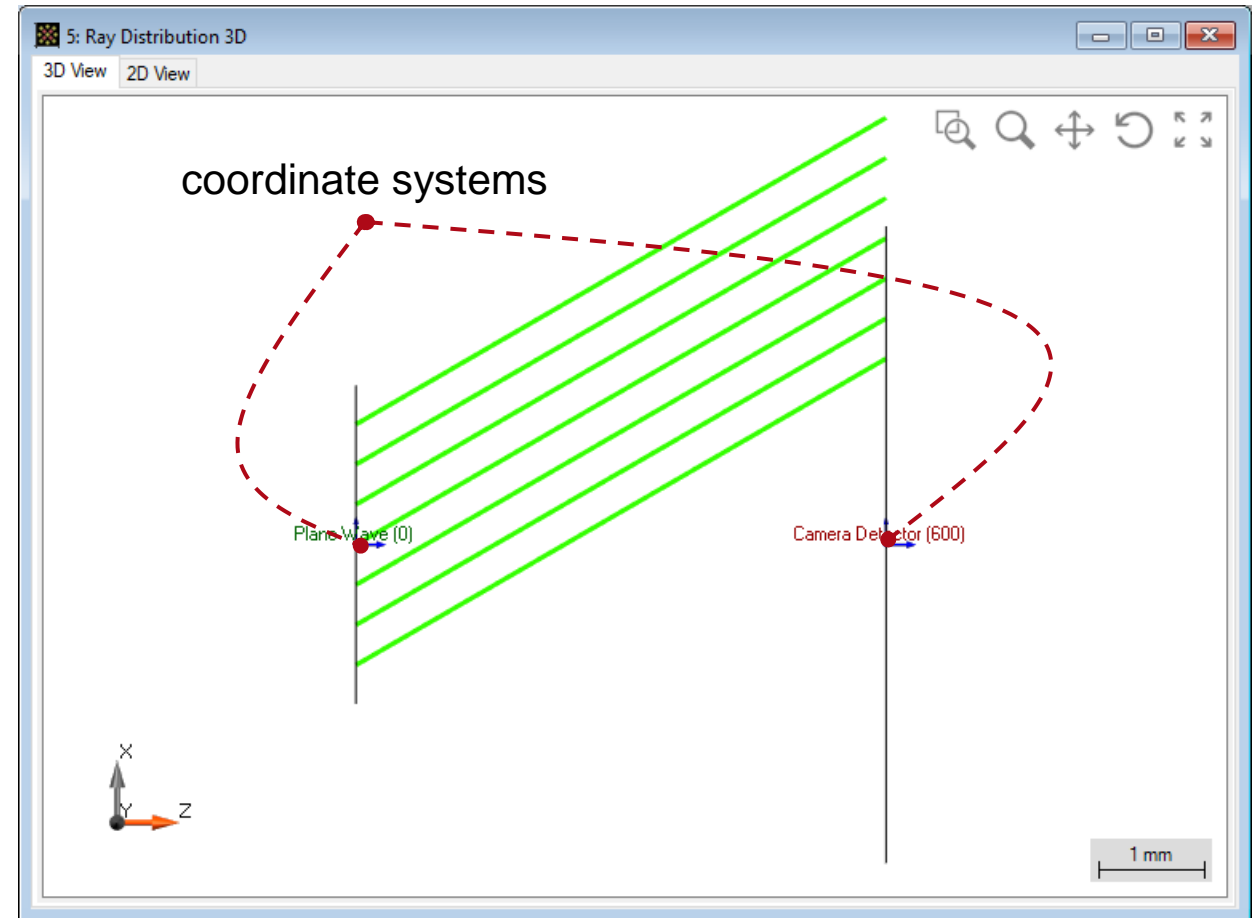 5: Ray Distribution 3D
3D View 2D View
coordinate systems
Plane Wave (0)
Camera Detector (600)
X
Y
Z
1 mm